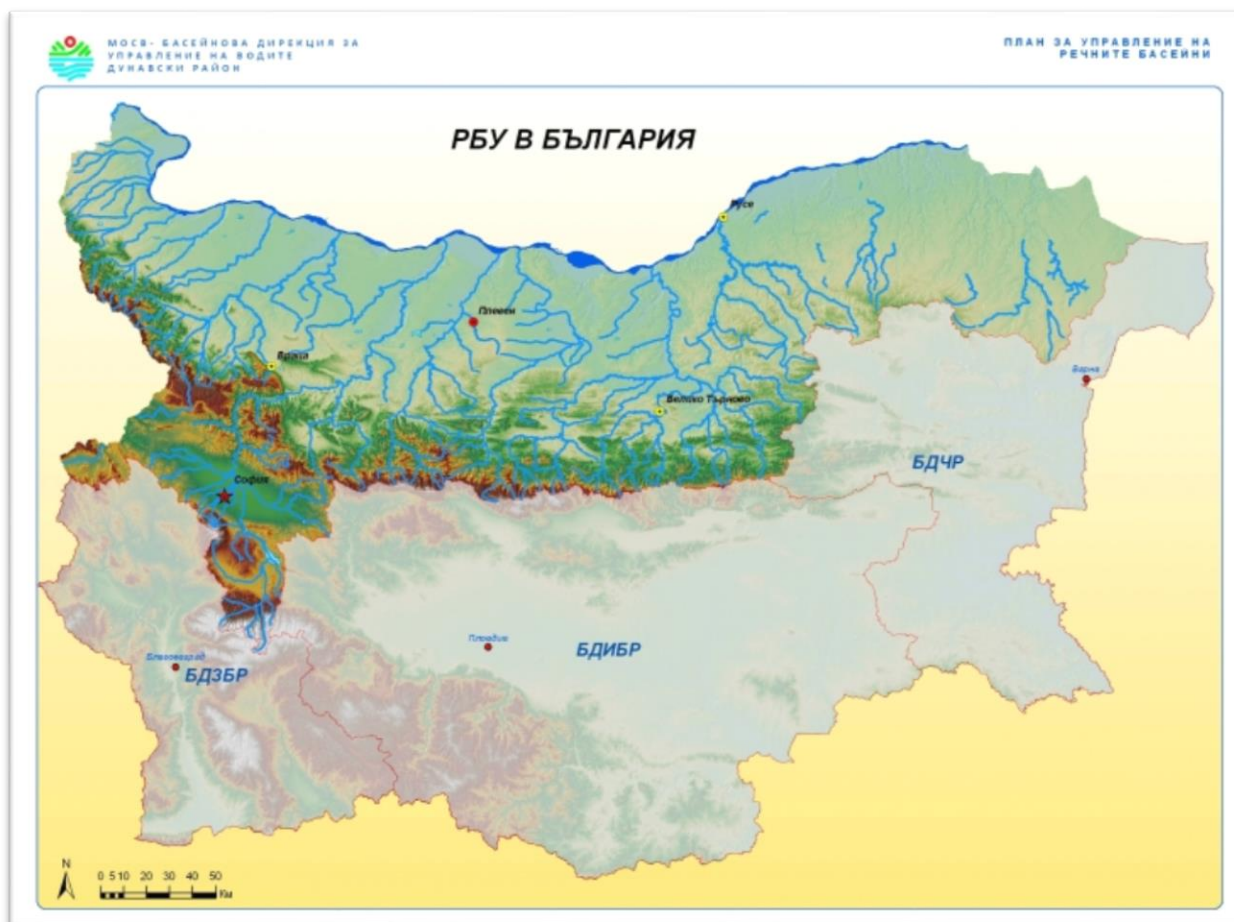 МОСВ- БАСЕЙНОВА ДИРЕКЦИЯ ЗА
УПРАВЛЕНИЕ НА ВОДИТЕ
ДУНАВСКИ РАЙОН
ПЛАН ЗА УПРАВЛЕНИЕ НА
РЕЧНИТЕ БАСЕЙНИ
РБУ В БЪЛГАРИЯ
Русе
Плевен
Враца
Варна
Велико Търново
БДЧР
София
Пловдив
БДИБР
Благоевград
БДЗБР
N
0 5 10 20 30 40 50
Км